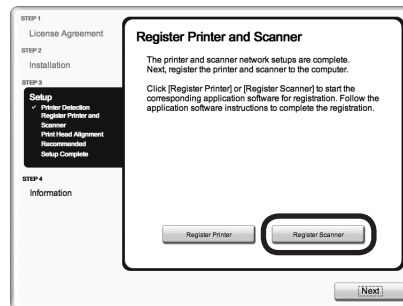 STEP 1
License Agreement
STEP 2
Installation
STEP 3
Setup
✓ Printer Detection
Register Printer and
Scanner
Print Head Alignment
Recommended
Setup Complete
STEP 4
Information
Register Printer and Scanner
The printer and scanner network setups are complete.
Next, register the printer and scanner to the computer.
Click [Register Printer] or [Register Scanner] to start the
corresponding application software for registration. Follow the
application software instructions to complete the registration.
Register Printer
Register Scanner
Next